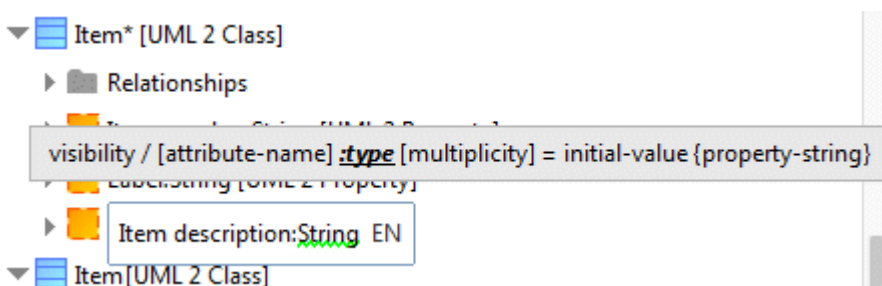 Item* [UML 2 Class]
Relationships
visibility / [attribute-name] :type [multiplicity] = initial-value {property-string}
Label:String [UML 2 Property]
Item description:String EN
Item[UML 2 Class]